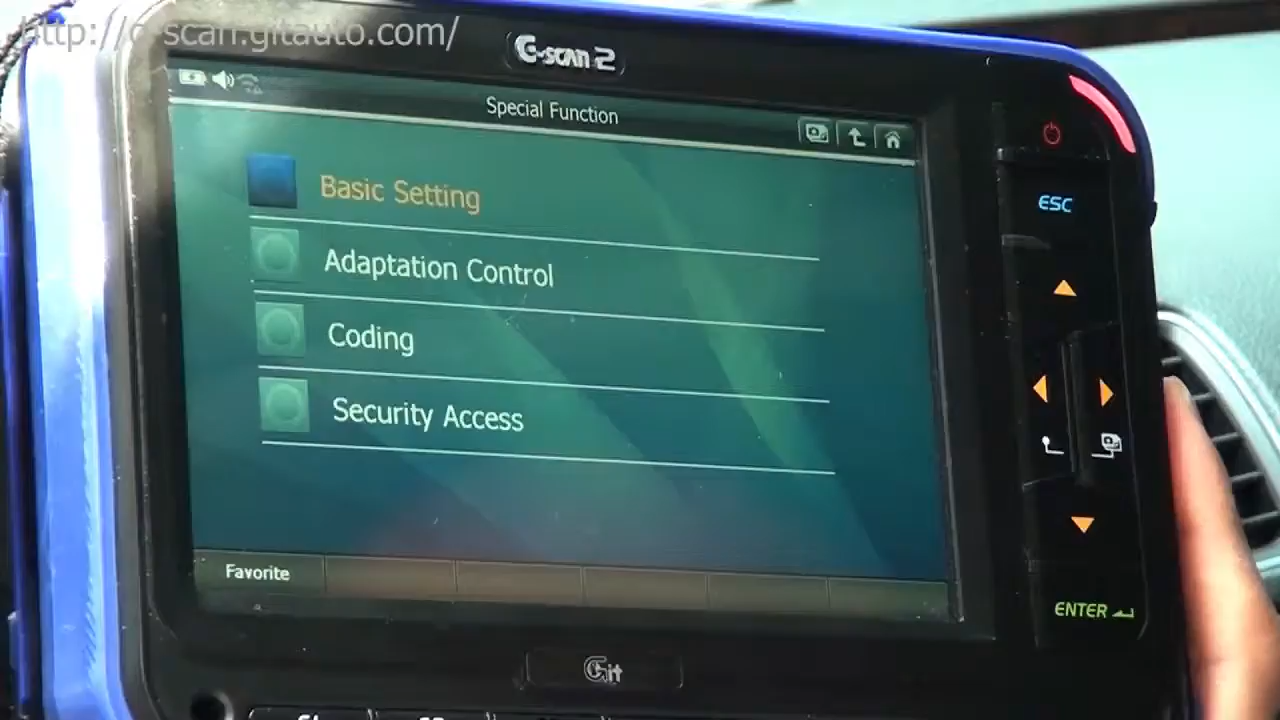 http://g-scan.gitauto.com/
G-scan 2
Special Function
Basic Setting
Adaptation Control
Coding
Security Access
Favorite
ESC
ENTER
Git